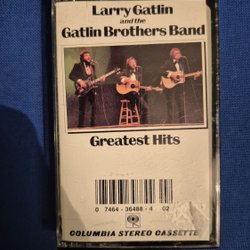 Larry Gatlin
and the
Gatlin Brothers Band
Greatest Hits
0 7464-36488-4 02
COLUMBIA STEREO CASSETTE